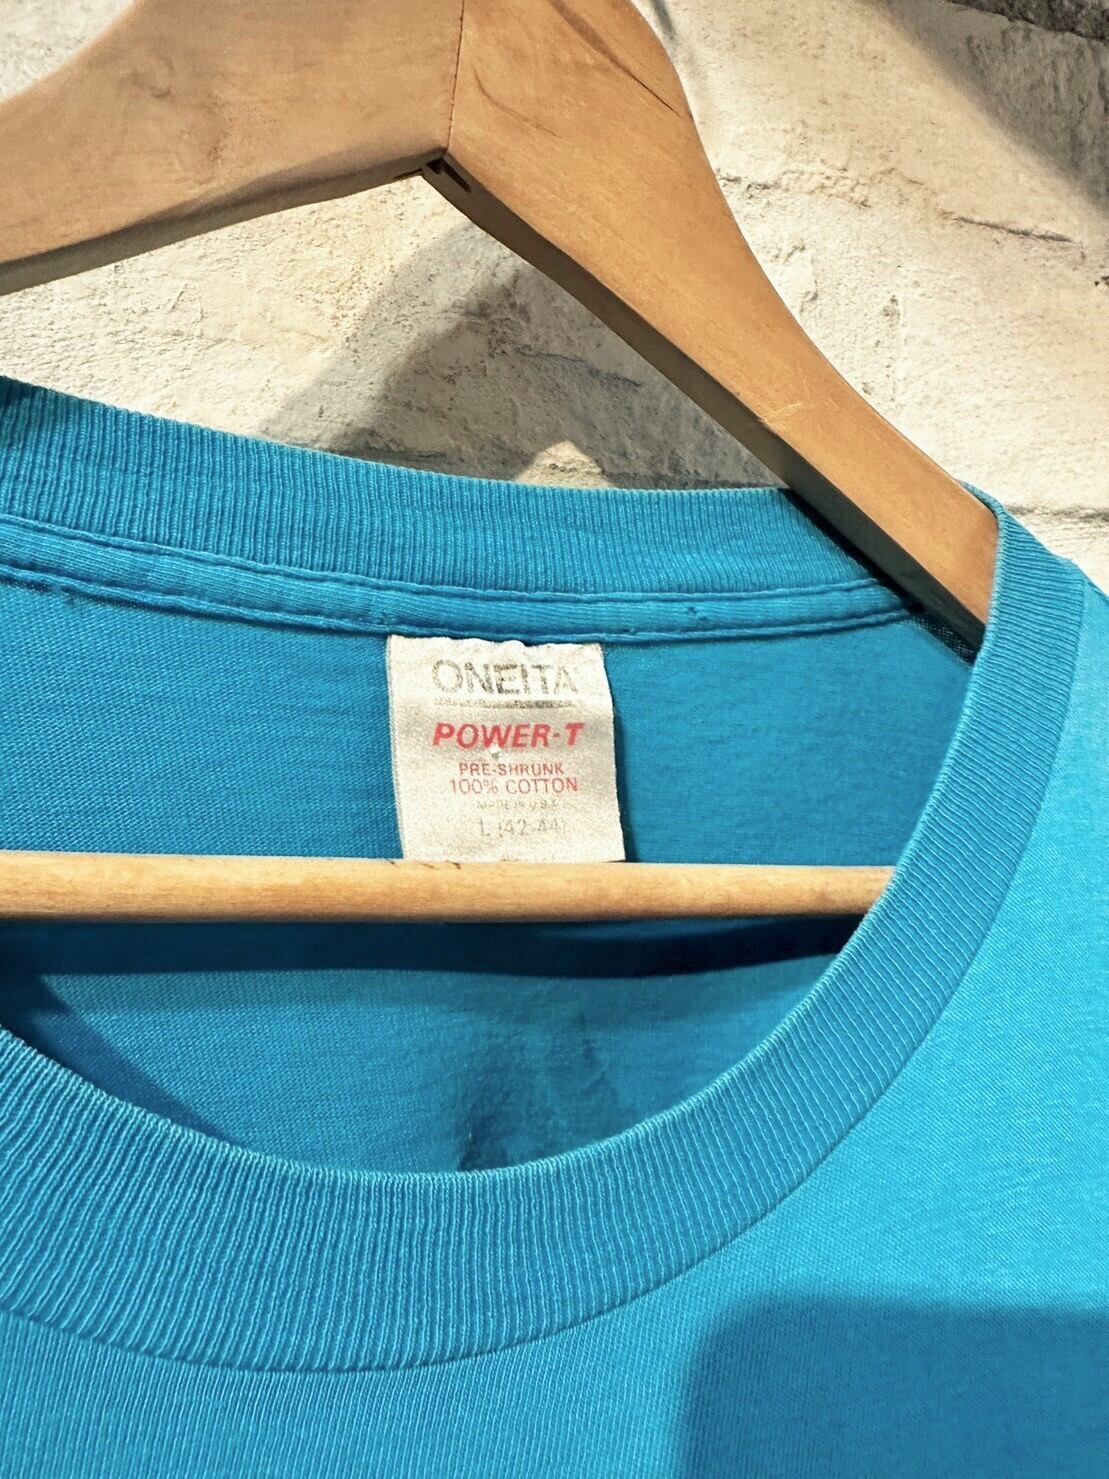 ONEITA
POWER-T
PRE-SHRUNK
100% COTTON
MADE IN U.S.A.
L (42-44)